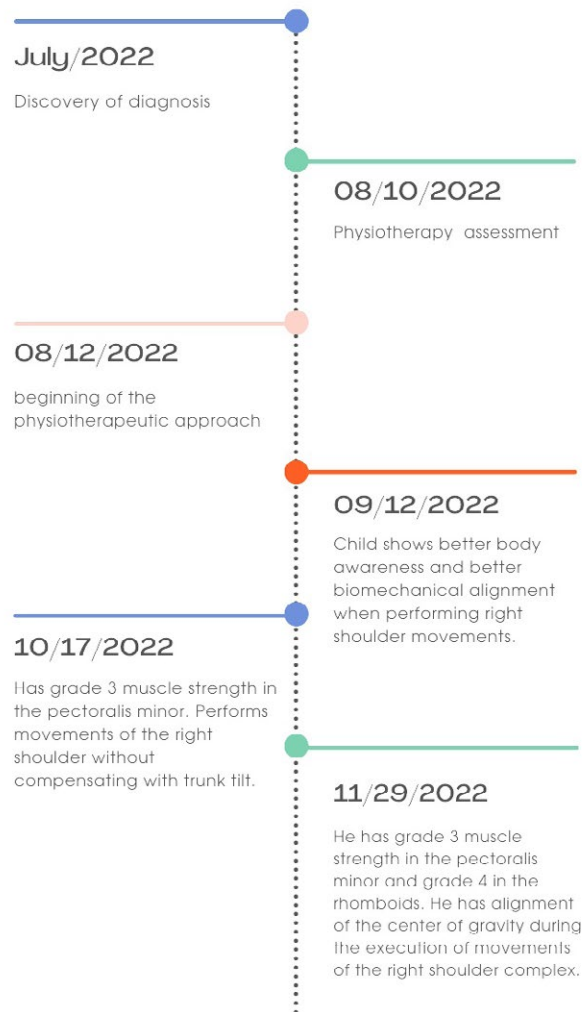 July/2022
Discovery of diagnosis
08/10/2022
Physiotherapy assessment
08/12/2022
beginning of the
physiotherapeutic approach
09/12/2022
Child shows better body
awareness and better
biomechanical alignment
when performing right
shoulder movements.
10/17/2022
Has grade 3 muscle strength in
the pectoralis minor. Performs
movements of the right
shoulder without
compensating with trunk tilt.
11/29/2022
He has grade 3 muscle
strength in the pectoralis
minor and grade 4 in the
rhomboids. He has alignment
of the center of gravity during
the execution of movements
of the right shoulder complex.